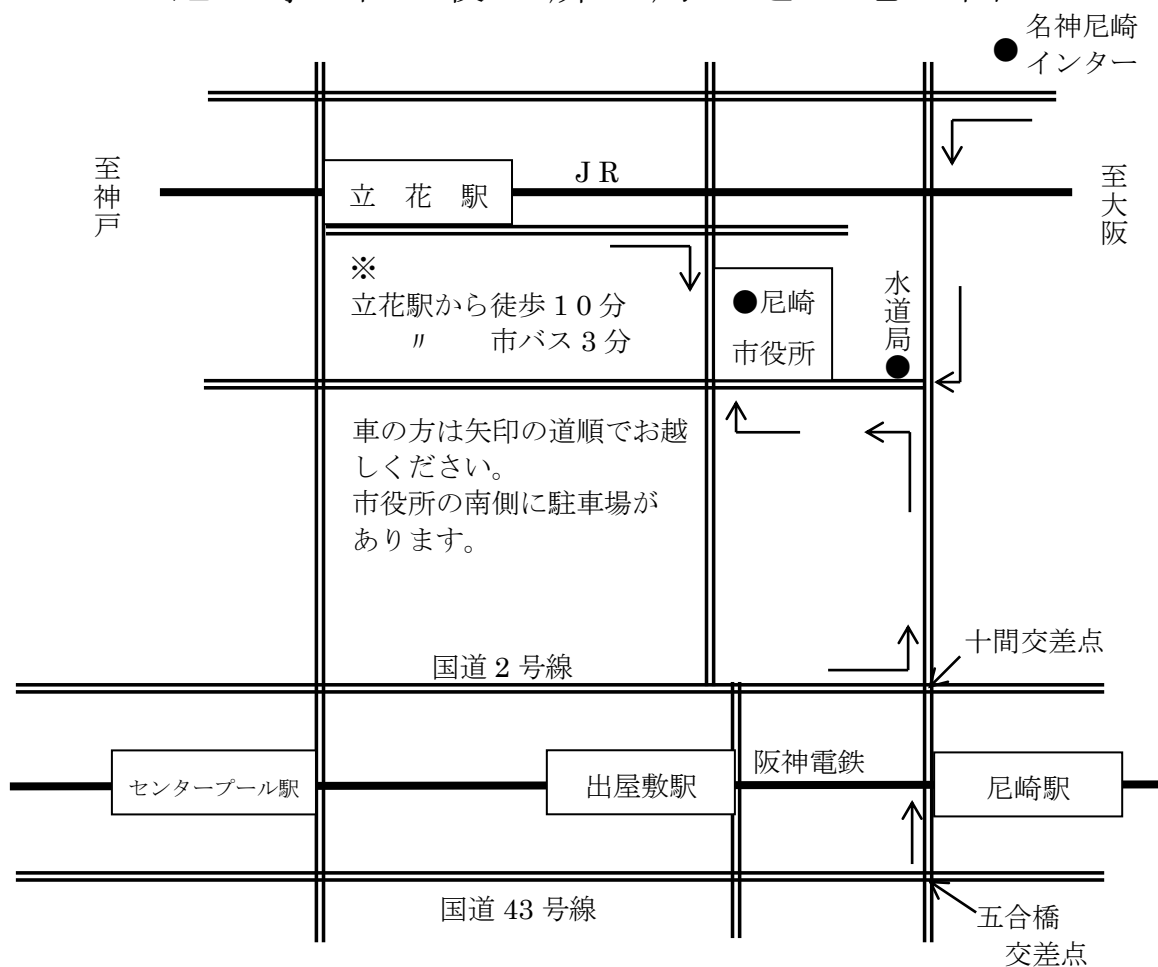 名神尼崎
インター
至神戸
立花駅
ＪＲ
至大阪
※
立花駅から徒歩１０分
〃　市バス３分
●尼崎
市役所
水道局
車の方は矢印の道順でお越
しください。
市役所の南側に駐車場が
あります。
十間交差点
国道２号線
センタープール駅
出屋敷駅
阪神電鉄
尼崎駅
国道 43 号線
五合橋
交差点